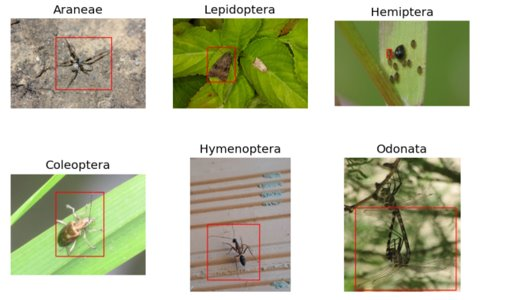 Araneae
Lepidoptera
Hemiptera
Coleoptera
Hymenoptera
Odonata